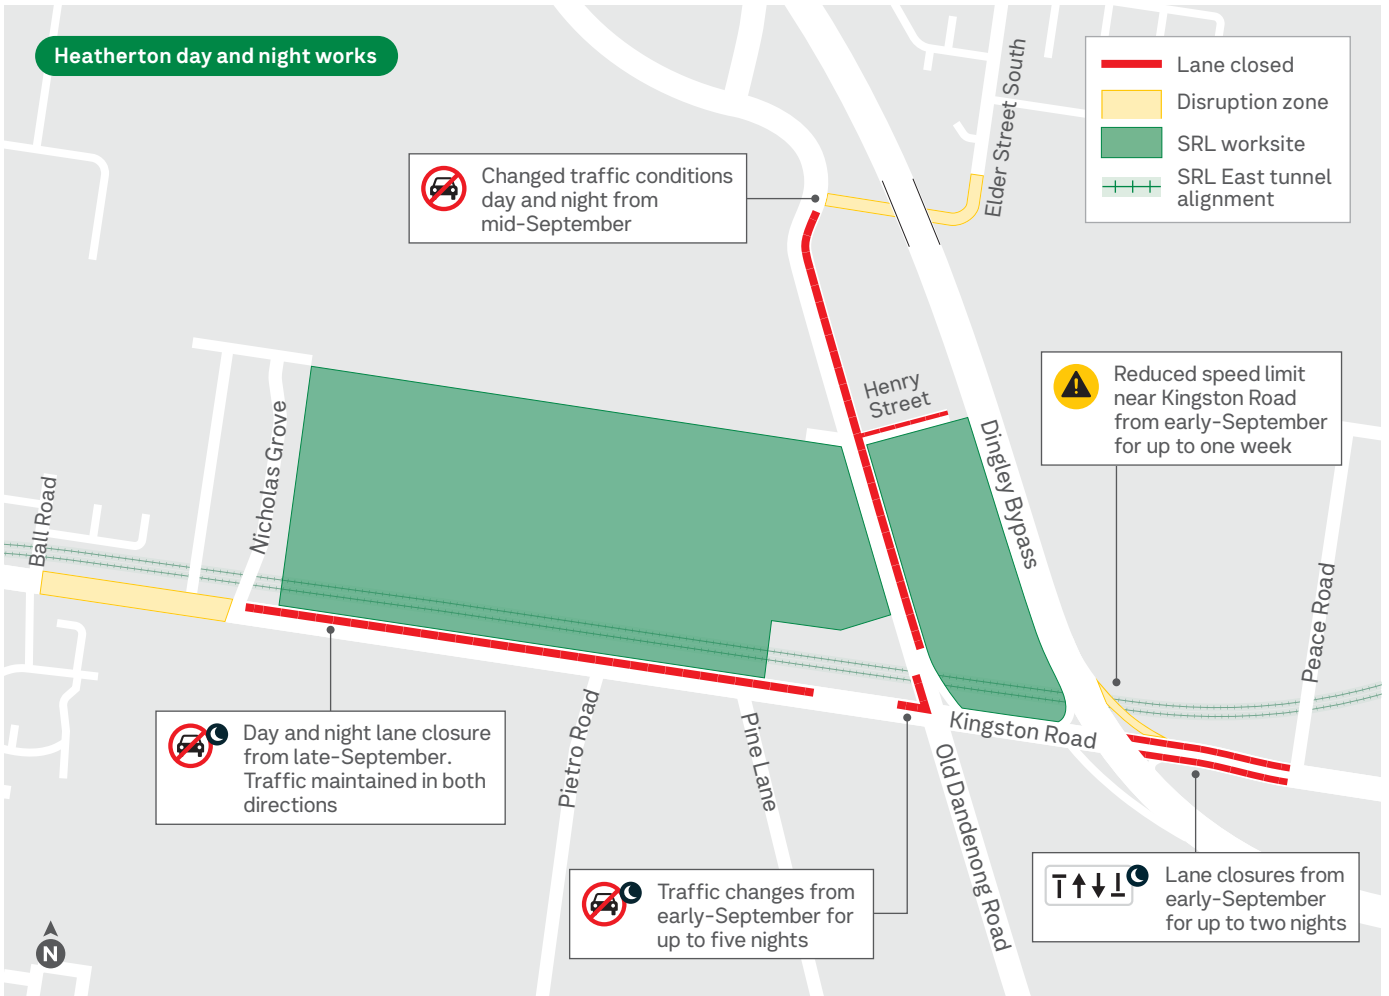 Heatherton day and night works
Lane closed
Disruption zone
SRL worksite
SRL East tunnel
alignment
Elder Street South
Changed traffic conditions
day and night from
mid-September
Henry
Street
Reduced speed limit
near Kingston Road
from early-September
for up to one week
Nicholas Grove
Ball Road
Dingley Bypass
Peace Road
Kingston Road
Day and night lane closure
from late-September.
Traffic maintained in both
directions
Pietro Road
Pine Lane
Old Dandenong Road
Traffic changes from
early-September for
up to five nights
Lane closures from
early-September
for up to two nights
N